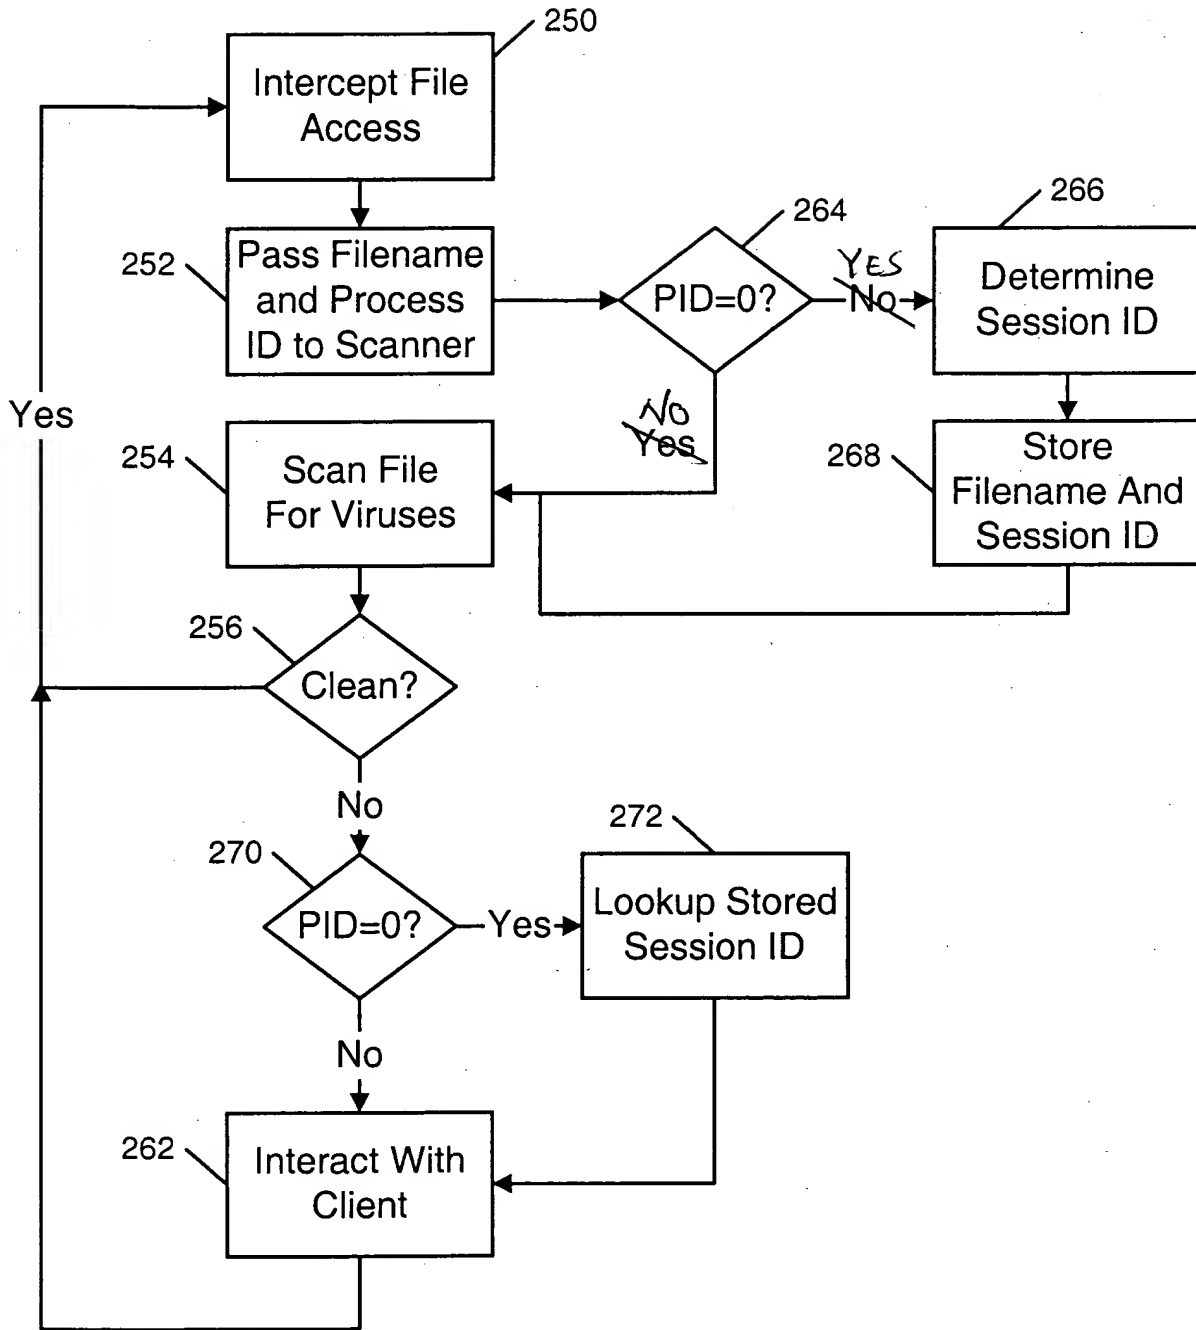 250
Intercept File
Access
252
Pass Filename
and Process
ID to Scanner
264
PID=0?
YES
No
266
Determine
Session ID
Yes
No
Yes
254
Scan File
For Viruses
268
Store
Filename And
Session ID
256
Clean?
No
270
PID=0?
Yes
272
Lookup Stored
Session ID
No
262
Interact With
Client